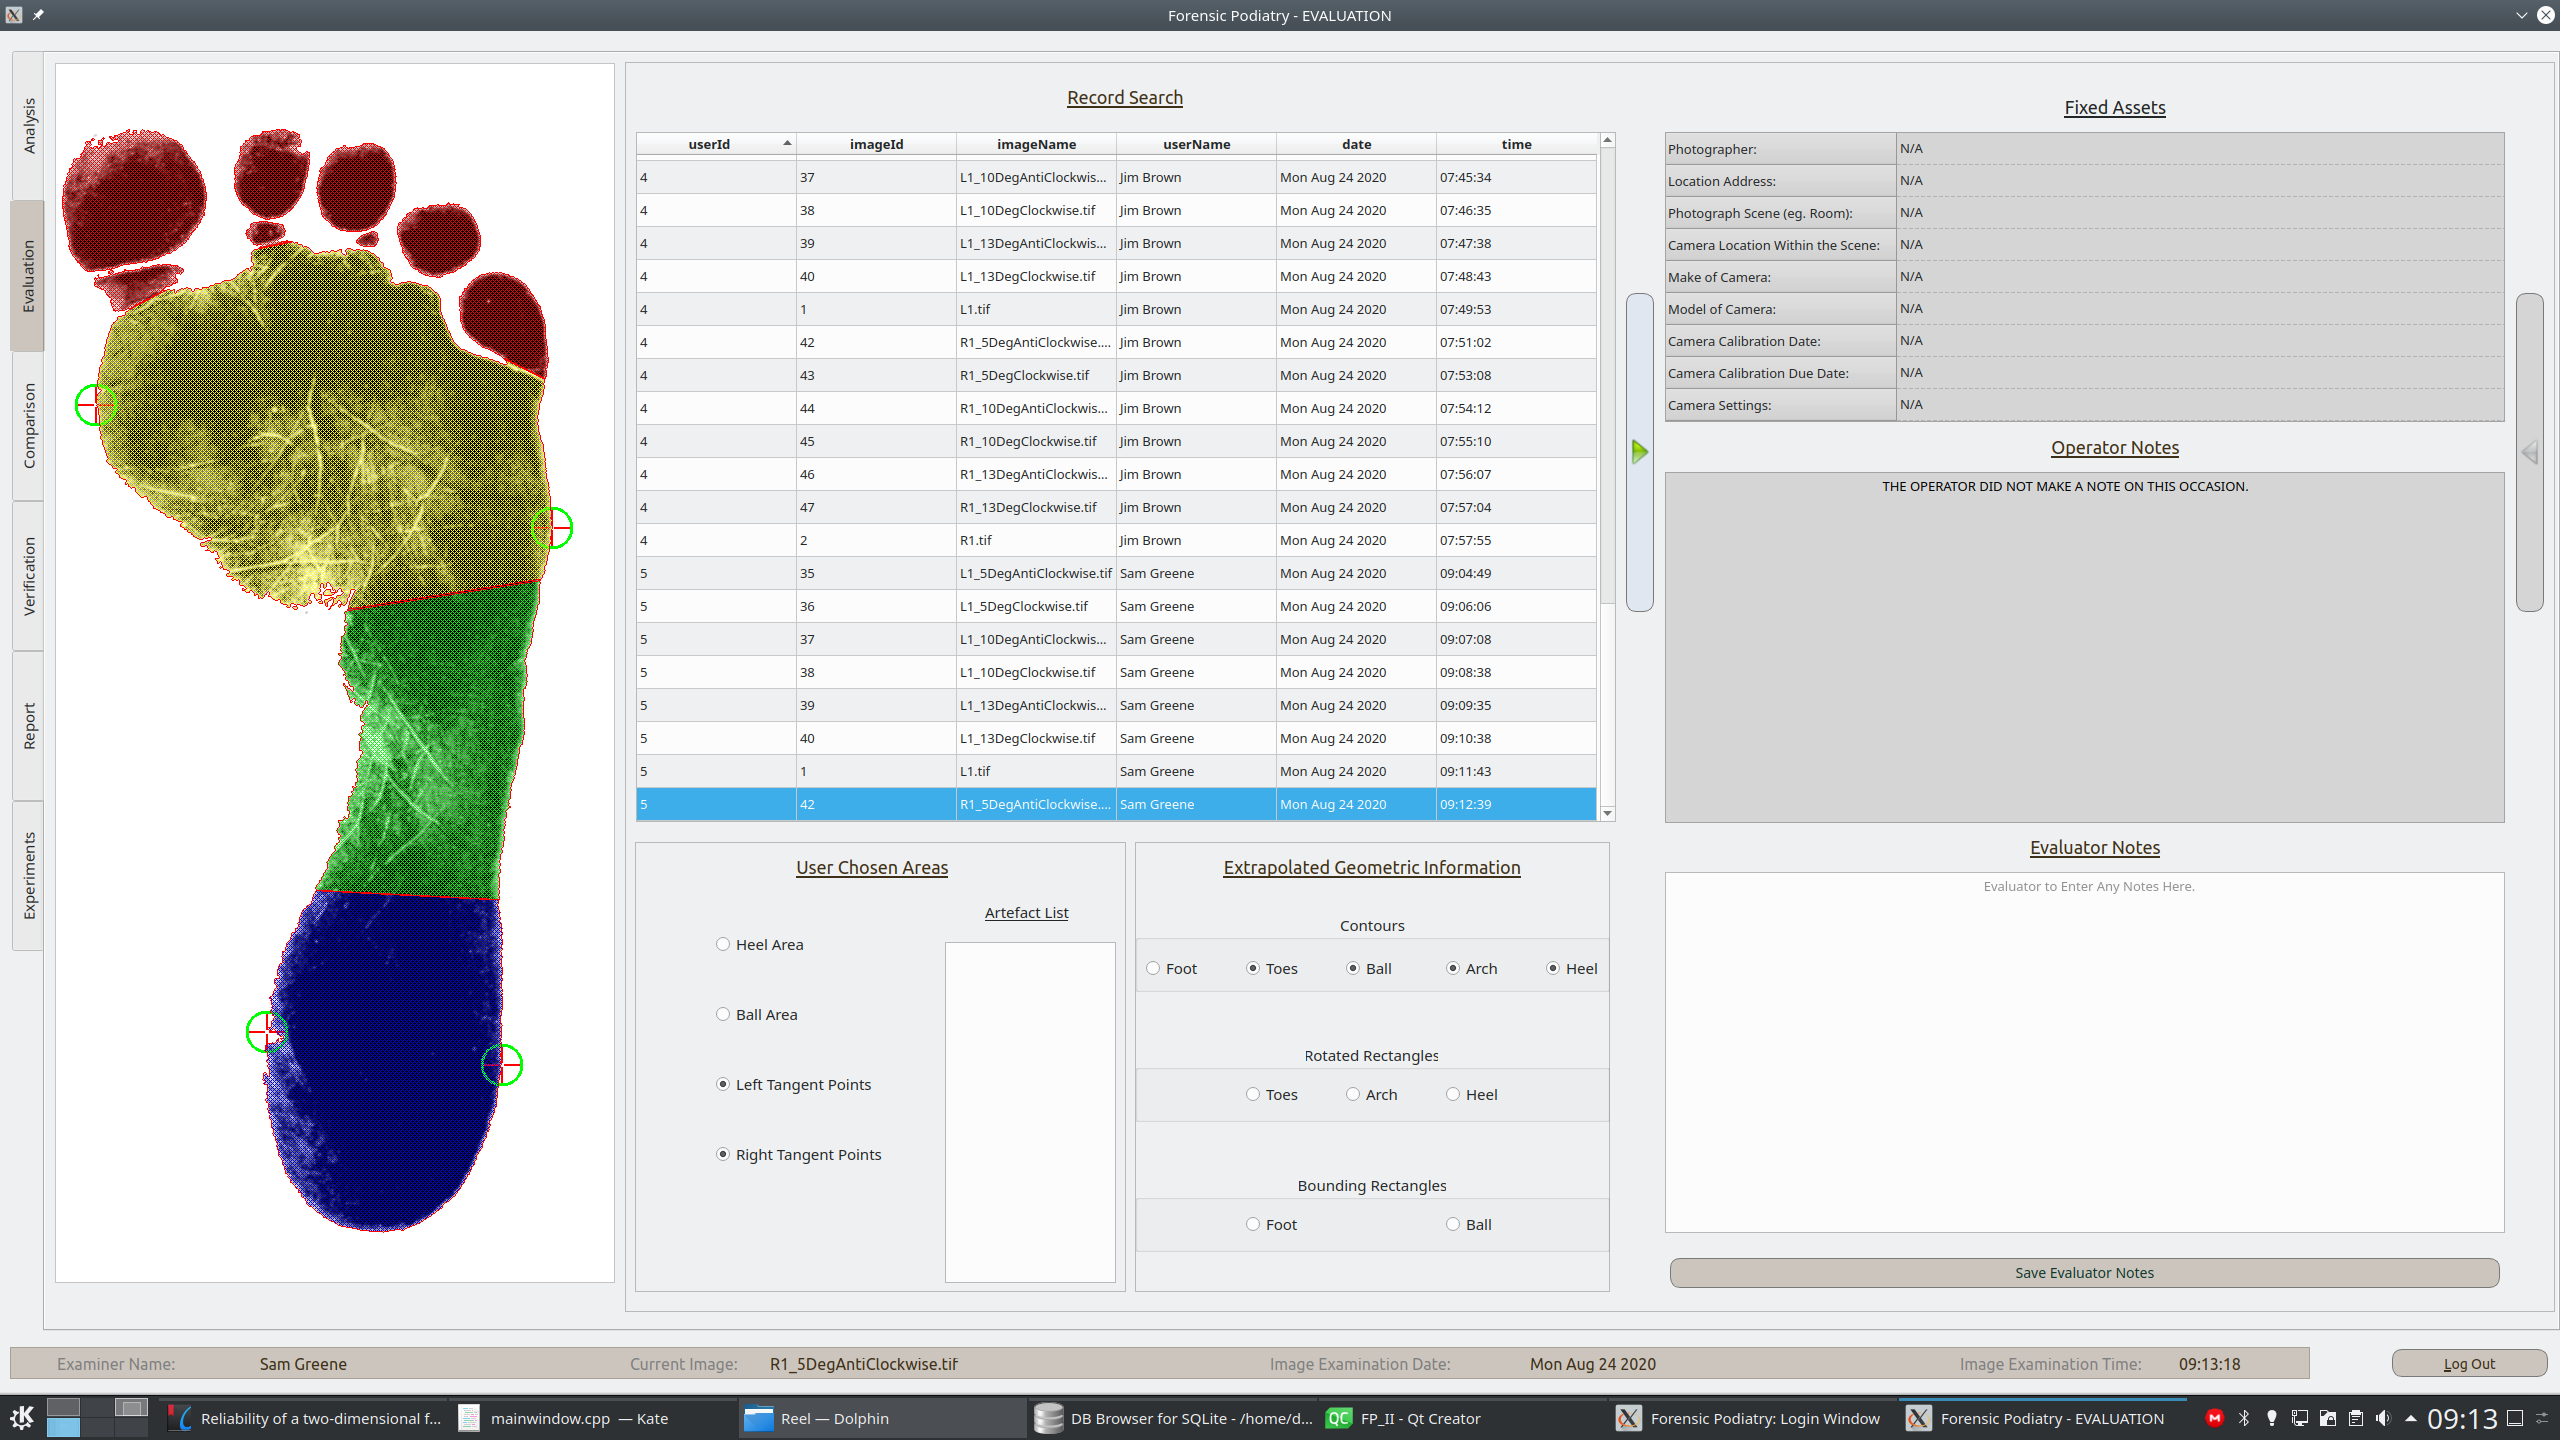 Forensic Podiatry - EVALUATION
Analysis
Evaluation
Comparison
Verification
Report
Experiments
Record Search
userId imageId imageName userName date time
4 37 L1_10DegAntiClockwis... Jim Brown Mon Aug 24 2020 07:45:34
4 38 L1_10DegClockwise.tif Jim Brown Mon Aug 24 2020 07:46:35
4 39 L1_13DegAntiClockwis... Jim Brown Mon Aug 24 2020 07:47:38
4 40 L1_13DegClockwise.tif Jim Brown Mon Aug 24 2020 07:48:43
4 1 L1.tif Jim Brown Mon Aug 24 2020 07:49:53
4 42 R1_5DegAntiClockwise.... Jim Brown Mon Aug 24 2020 07:51:02
4 43 R1_5DegClockwise.tif Jim Brown Mon Aug 24 2020 07:53:08
4 44 R1_10DegAntiClockwis... Jim Brown Mon Aug 24 2020 07:54:12
4 45 R1_10DegClockwise.tif Jim Brown Mon Aug 24 2020 07:55:10
4 46 R1_13DegAntiClockwis... Jim Brown Mon Aug 24 2020 07:56:07
4 47 R1_13DegClockwise.tif Jim Brown Mon Aug 24 2020 07:57:04
4 2 R1.tif Jim Brown Mon Aug 24 2020 07:57:55
5 35 L1_5DegAntiClockwise.tif Sam Greene Mon Aug 24 2020 09:04:49
5 36 L1_5DegClockwise.tif Sam Greene Mon Aug 24 2020 09:06:06
5 37 L1_10DegAntiClockwis... Sam Greene Mon Aug 24 2020 09:07:08
5 38 L1_10DegClockwise.tif Sam Greene Mon Aug 24 2020 09:08:38
5 39 L1_13DegAntiClockwis... Sam Greene Mon Aug 24 2020 09:09:35
5 40 L1_13DegClockwise.tif Sam Greene Mon Aug 24 2020 09:10:38
5 1 L1.tif Sam Greene Mon Aug 24 2020 09:11:43
5 42 R1_5DegAntiClockwise.... Sam Greene Mon Aug 24 2020 09:12:39
User Chosen Areas
Artefact List
Heel Area
Ball Area
Left Tangent Points
Right Tangent Points
Extrapolated Geometric Information
Contours
Foot Toes Ball Arch Heel
Rotated Rectangles
Toes Arch Heel
Bounding Rectangles
Foot Ball
Fixed Assets
Photographer: N/A
Location Address: N/A
Photograph Scene (eg. Room): N/A
Camera Location Within the Scene: N/A
Make of Camera: N/A
Model of Camera: N/A
Camera Calibration Date: N/A
Camera Calibration Due Date: N/A
Camera Settings: N/A
Operator Notes
THE OPERATOR DID NOT MAKE A NOTE ON THIS OCCASION.
Evaluator Notes
Evaluator to Enter Any Notes Here.
Save Evaluator Notes
Examiner Name: Sam Greene Current Image: R1_5DegAntiClockwise.tif Image Examination Date: Mon Aug 24 2020 Image Examination Time: 09:13:18 Log Out
Reliability of a two-dimensional f... mainwindow.cpp — Kate Reel — Dolphin DB Browser for SQLite - /home/d... QC FP_II - Qt Creator Forensic Podiatry: Login Window Forensic Podiatry - EVALUATION M 09:13